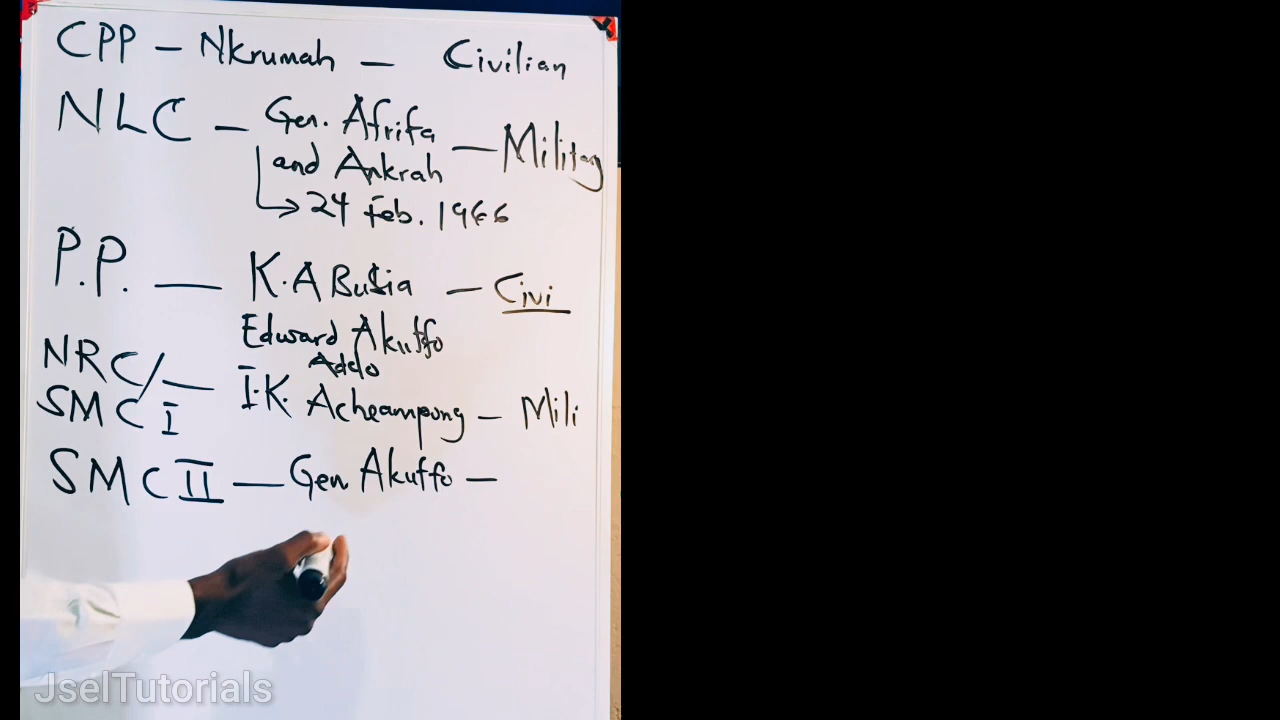 CPP - Nkrumah - Civilian
NLC - Gen. Afrifa
and Ankrah - Military
→ 24 Feb. 1966
P.P. - K.A Busia - Civi
Edward Akuffo
Addo
NRC/
SMC I - I.K. Acheampong - Mili
SMC II - Gen Akuffo -
JselTutorials